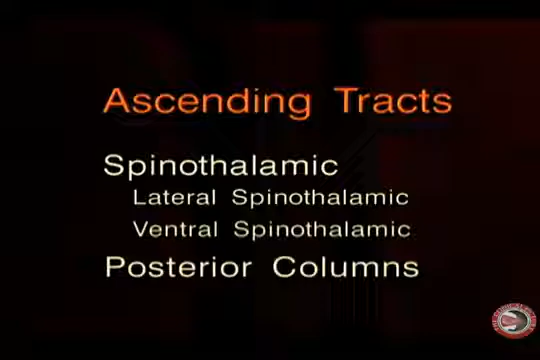 Ascending Tracts
Spinothalamic
Lateral Spinothalamic
Ventral Spinothalamic
Posterior Columns